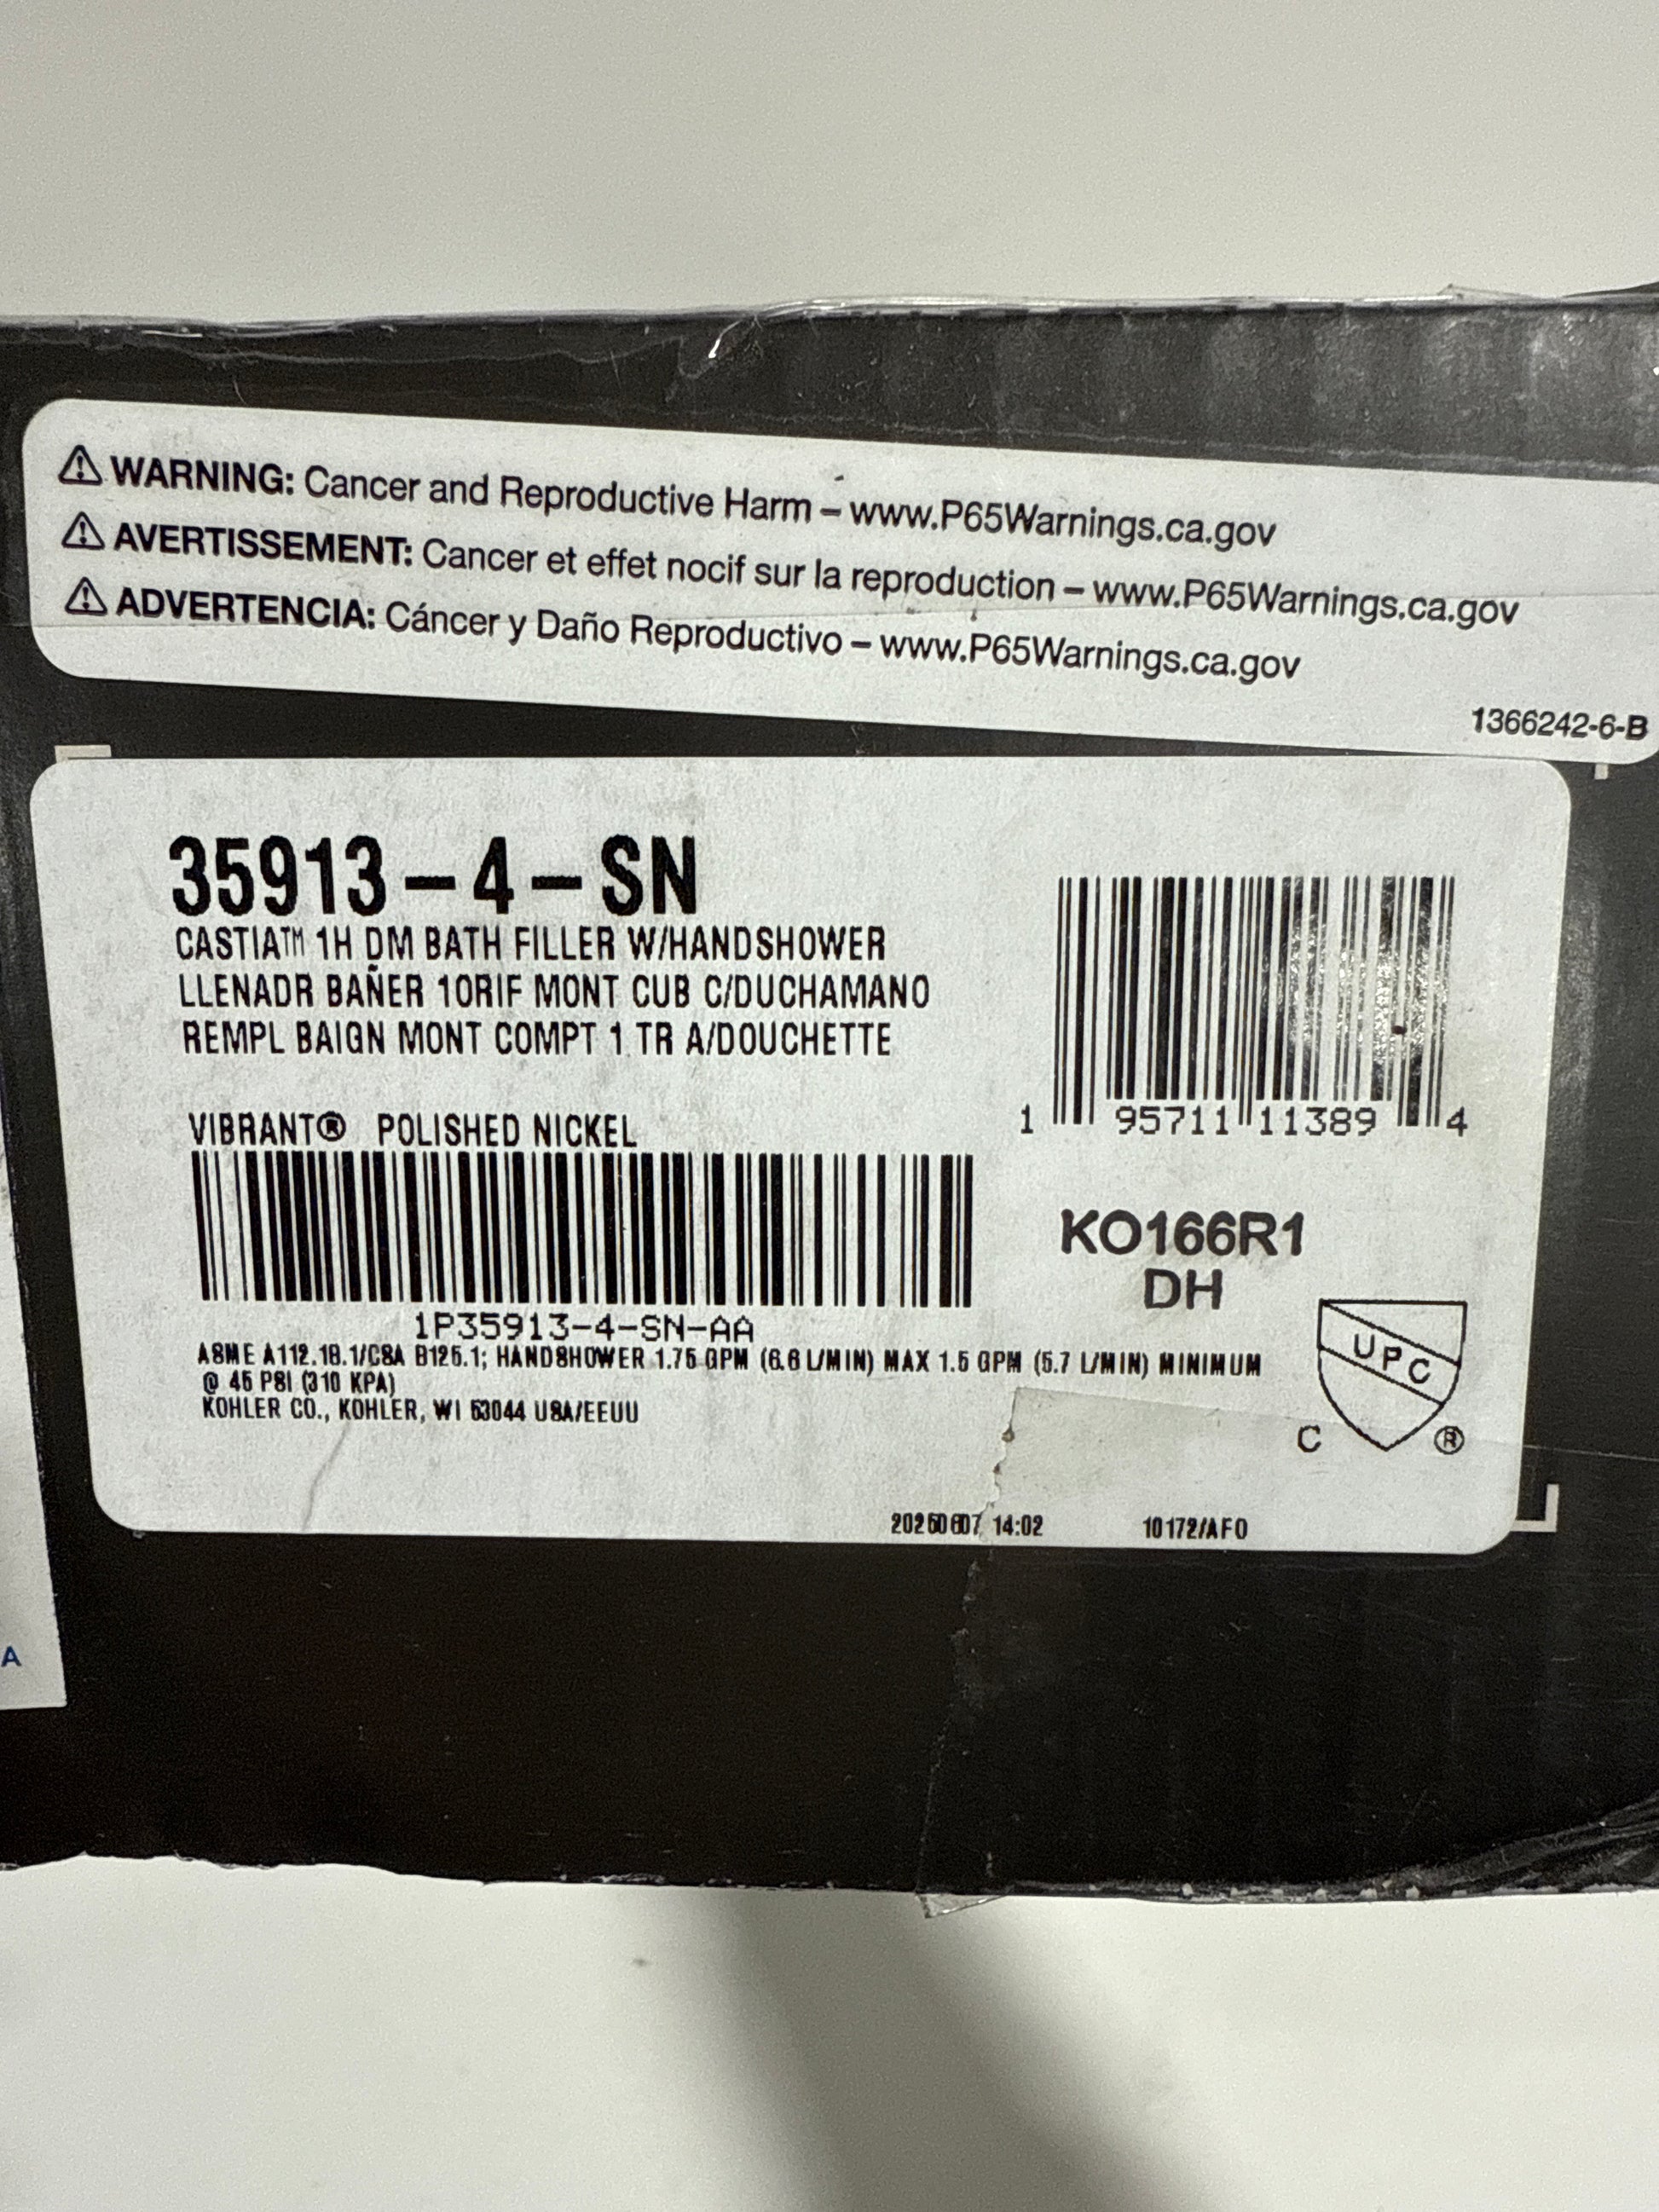 WARNING: Cancer and Reproductive Harm – www.P65Warnings.ca.gov
AVERTISSEMENT: Cancer et effet nocif sur la reproduction – www.P65Warnings.ca.gov
ADVERTENCIA: Cáncer y Daño Reproductivo – www.P65Warnings.ca.gov
1366242-6-B
35913-4-SN
CASTIA™ 1H DM BATH FILLER W/HANDSHOWER
LLENADR BAÑER 1ORIF MONT CUB C/DUCHAMANO
REMPL BAIGN MONT COMPT 1 TR A/DOUCHETTE
VIBRANT® POLISHED NICKEL
1 95711 11389 4
1P35913-4-SN-AA
KO166R1
DH
ASME A112.18.1/CSA B125.1; HANDSHOWER 1.75 GPM (6.6 L/MIN) MAX 1.5 GPM (5.7 L/MIN) MINIMUM
@ 45 PSI (310 KPA)
KOHLER CO., KOHLER, WI 53044 USA/EEUU
UPC
C ®
20250607 14:02 10172/AFO
A